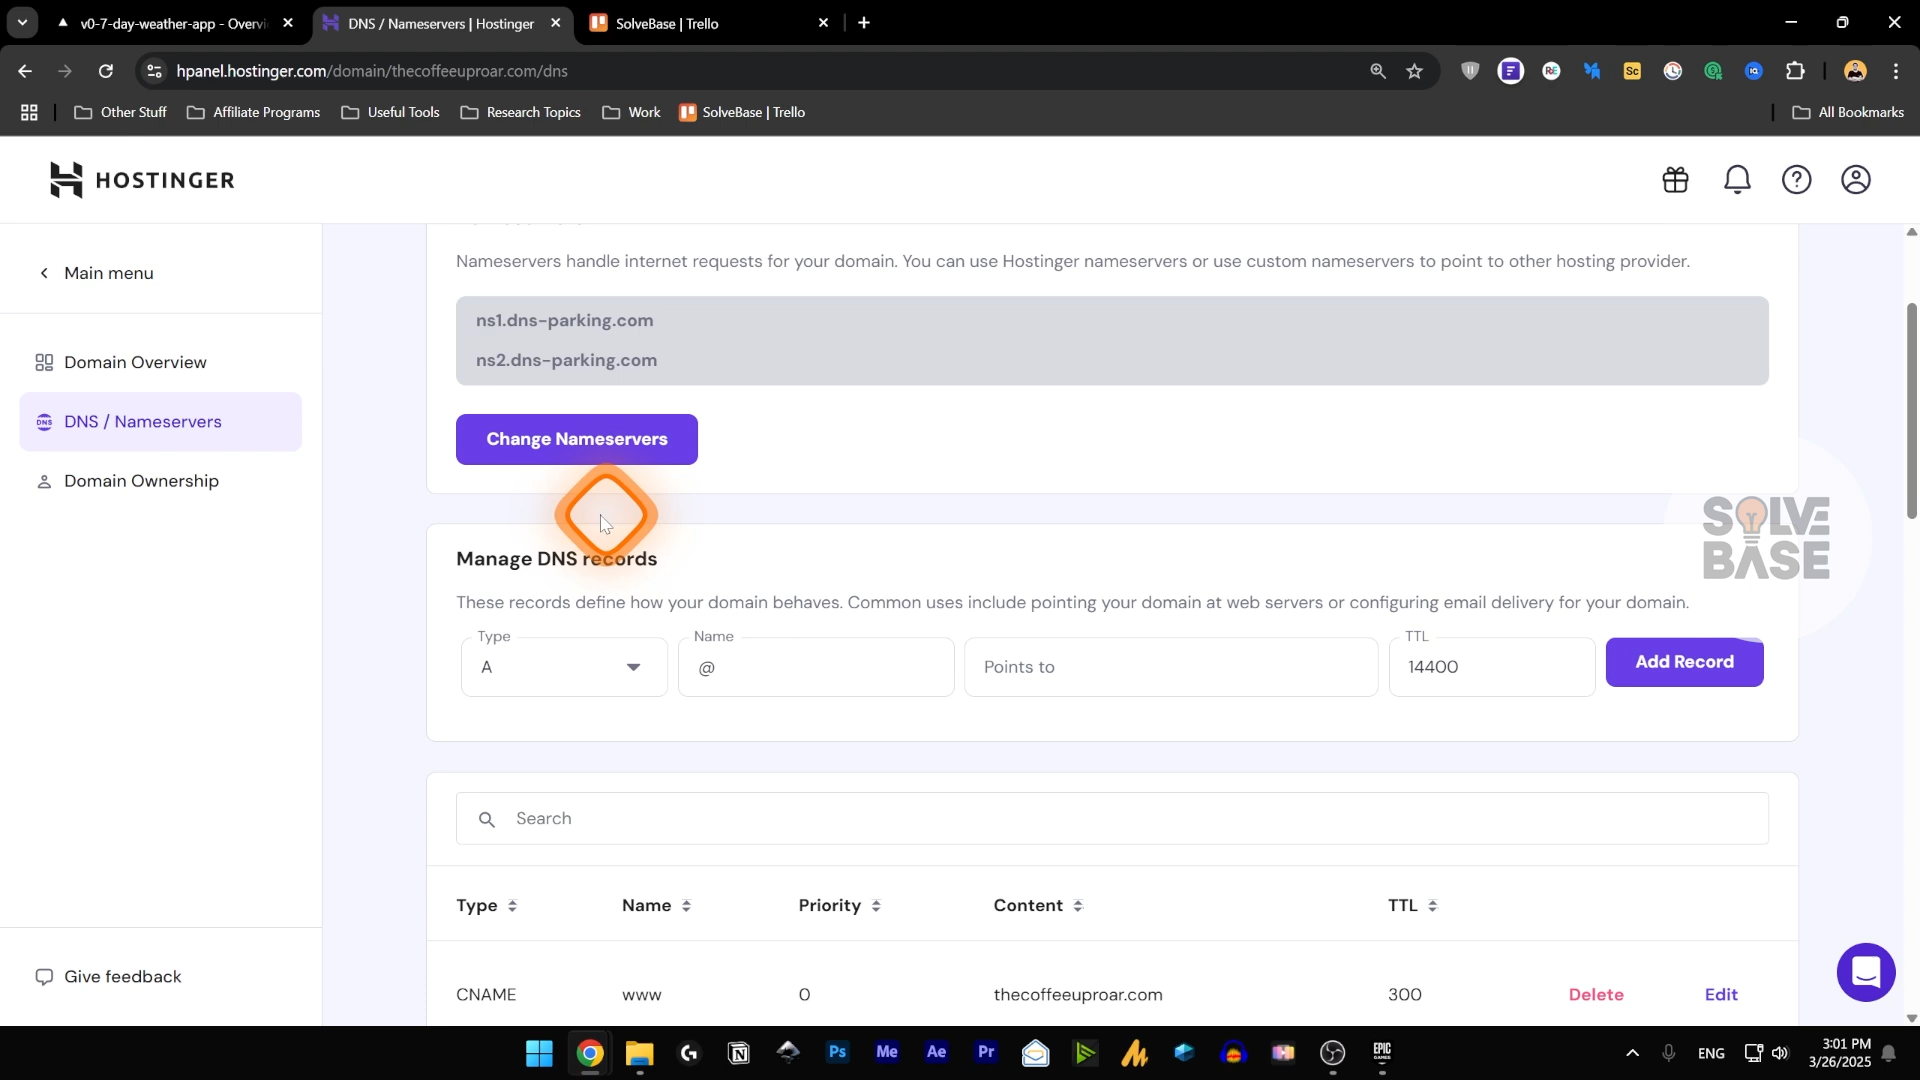 v0-7-day-weather-app - Overvi
DNS / Nameservers | Hostinger
SolveBase | Trello
hpanel.hostinger.com/domain/thecoffeeuproar.com/dns
Other Stuff
Affiliate Programs
Useful Tools
Research Topics
Work
SolveBase | Trello
All Bookmarks
HOSTINGER
Main menu
Domain Overview
DNS
DNS / Nameservers
Domain Ownership
Give feedback
Nameservers handle internet requests for your domain. You can use Hostinger nameservers or use custom nameservers to point to other hosting provider.
ns1.dns-parking.com
ns2.dns-parking.com
Change Nameservers
SOLVE
BASE
Manage DNS records
These records define how your domain behaves. Common uses include pointing your domain at web servers or configuring email delivery for your domain.
Type
A
Name
@
Points to
TTL
14400
Add Record
Search
Type
Name
Priority
Content
TTL
CNAME
www
0
thecoffeeuproar.com
300
Delete
Edit
Ps
Me
Ae
Pr
EPIC
ENG
3:01 PM
3/26/2025